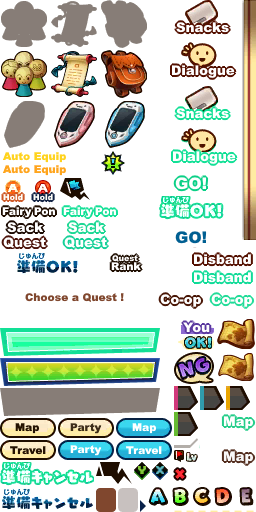 Snacks
Dialogue
Snacks
Dialogue
Auto Equip
Auto Equip
GO!
A
Hold
A
Hold
Fairy Pon
Fairy Pon
じゅんび
準備OK!
Sack
Quest
Sack
Quest
GO!
じゅんび
準備OK!
Quest
Rank
Disband
Disband
Choose a Quest !
Co-op
Co-op
You
OK
NG
Map
Party
Map
Map
Travel
Party
Travel
Lv
Map
じゅんび
準備キャンセル
Y
X
じゅんび
準備キャンセル
A
B
C
D
E